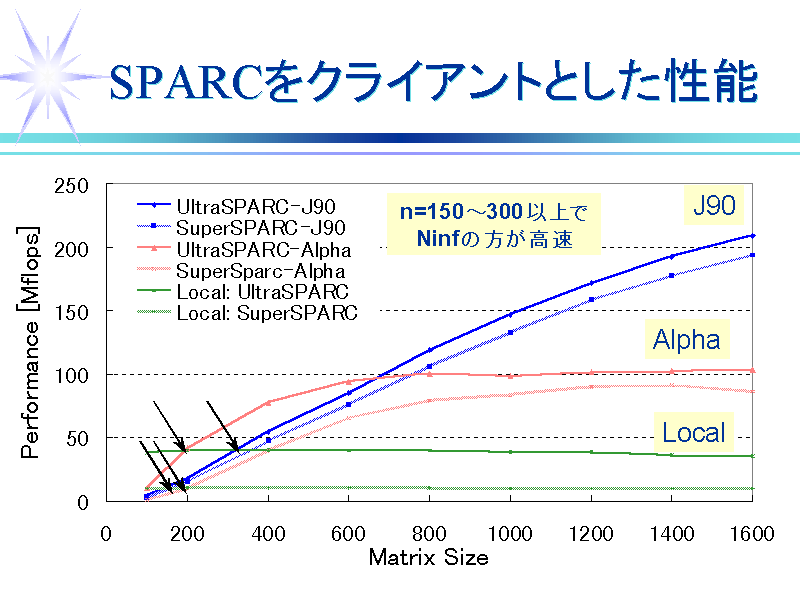 SPARCをクライアントとした性能
250
200
150
100
50
0
Performance [Mflops]
UltraSPARC-J90
SuperSPARC-J90
UltraSPARC-Alpha
SuperSparc-Alpha
Local: UltraSPARC
Local: SuperSPARC
n=150～300以上で
Ninfの方が高速
J90
Alpha
Local
0 200 400 600 800 1000 1200 1400 1600
Matrix Size